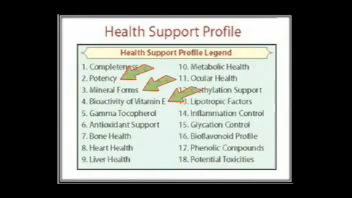 Health Support Profile
Health Support Profile Legend
1. Completeness
2. Potency
3. Mineral Forms
4. Bioactivity of Vitamin E
5. Gamma Tocopherol
6. Antioxidant Support
7. Bone Health
8. Heart Health
9. Liver Health
10. Metabolic Health
11. Ocular Health
12. Methylation Support
13. Lipotropic Factors
14. Inflammation Control
15. Glycation Control
16. Bioflavonoid Profile
17. Phenolic Compounds
18. Potential Toxicities